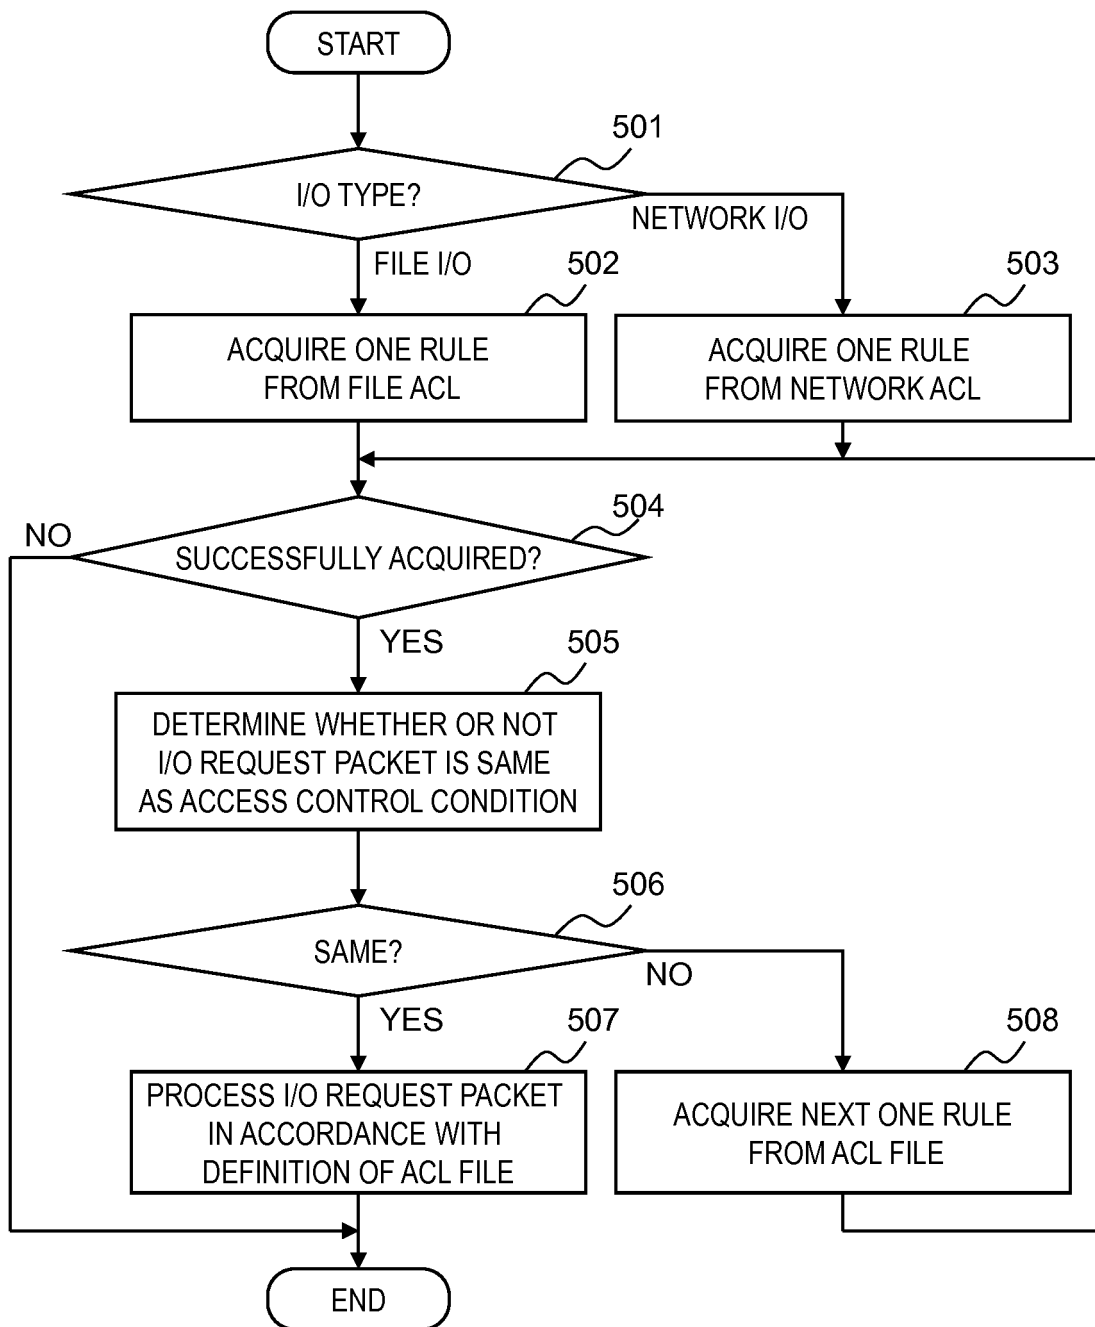 START
501
I/O TYPE?
NETWORK I/O
FILE I/O
502
503
ACQUIRE ONE RULE
FROM FILE ACL
ACQUIRE ONE RULE
FROM NETWORK ACL
504
NO
SUCCESSFULLY ACQUIRED?
YES
505
DETERMINE WHETHER OR NOT
I/O REQUEST PACKET IS SAME
AS ACCESS CONTROL CONDITION
506
SAME?
NO
YES
507
508
PROCESS I/O REQUEST PACKET
IN ACCORDANCE WITH
DEFINITION OF ACL FILE
ACQUIRE NEXT ONE RULE
FROM ACL FILE
END